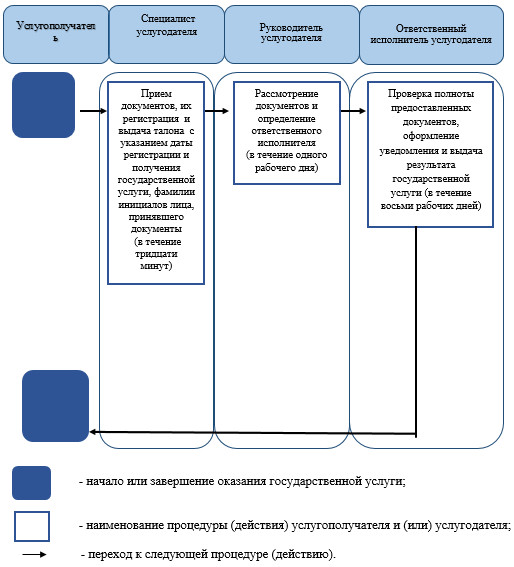 Услугополучател
ь
Специалист
услугодателя
Руководитель
услугодателя
Ответственный
исполнитель услугодателя
Прием
документов, их
регистрация и
выдача талона с
указанием даты
регистрации и
получения
государственной
услуги, фамилии
инициалов лица,
принявшего
документы
(в течение
тридцати
минут)
Рассмотрение
документов и
определение
ответственного
исполнителя
(в течение одного
рабочего дня)
Проверка полноты
предоставленных
документов,
оформление
уведомления и выдача
результата
государственной
услуги (в течение
восьми рабочих дней)
- начало или завершение оказания государственной услуги;
- наименование процедуры (действия) услугополучателя и (или) услугодателя;
- переход к следующей процедуре (действию).